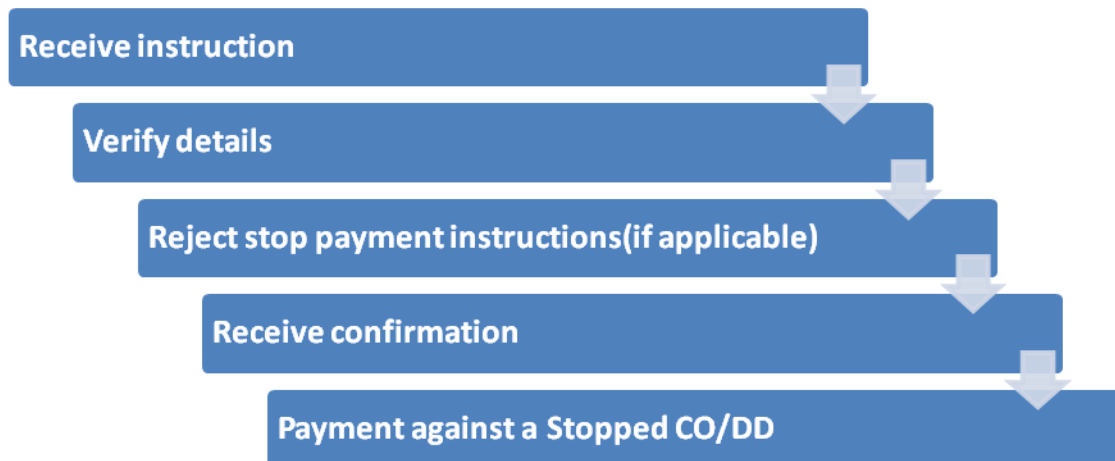 Receive instruction
Verify details
Reject stop payment instructions(if applicable)
Receive confirmation
Payment against a Stopped CO/DD